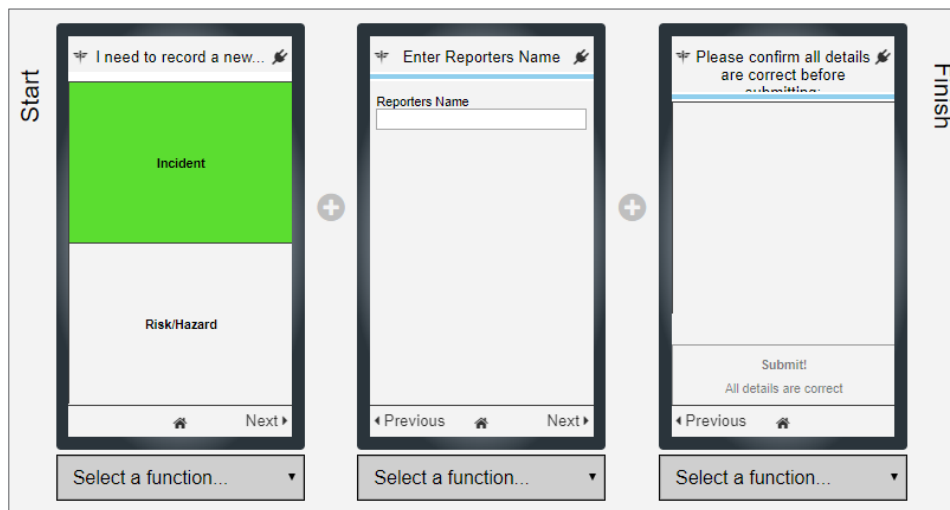 Start
I need to record a new...
Incident
Risk/Hazard
Next
Select a function...
Enter Reporters Name
Reporters Name
Previous
Next
Select a function...
Please confirm all details
are correct before
submitting:
Submit!
All details are correct
Previous
Select a function...
Finish